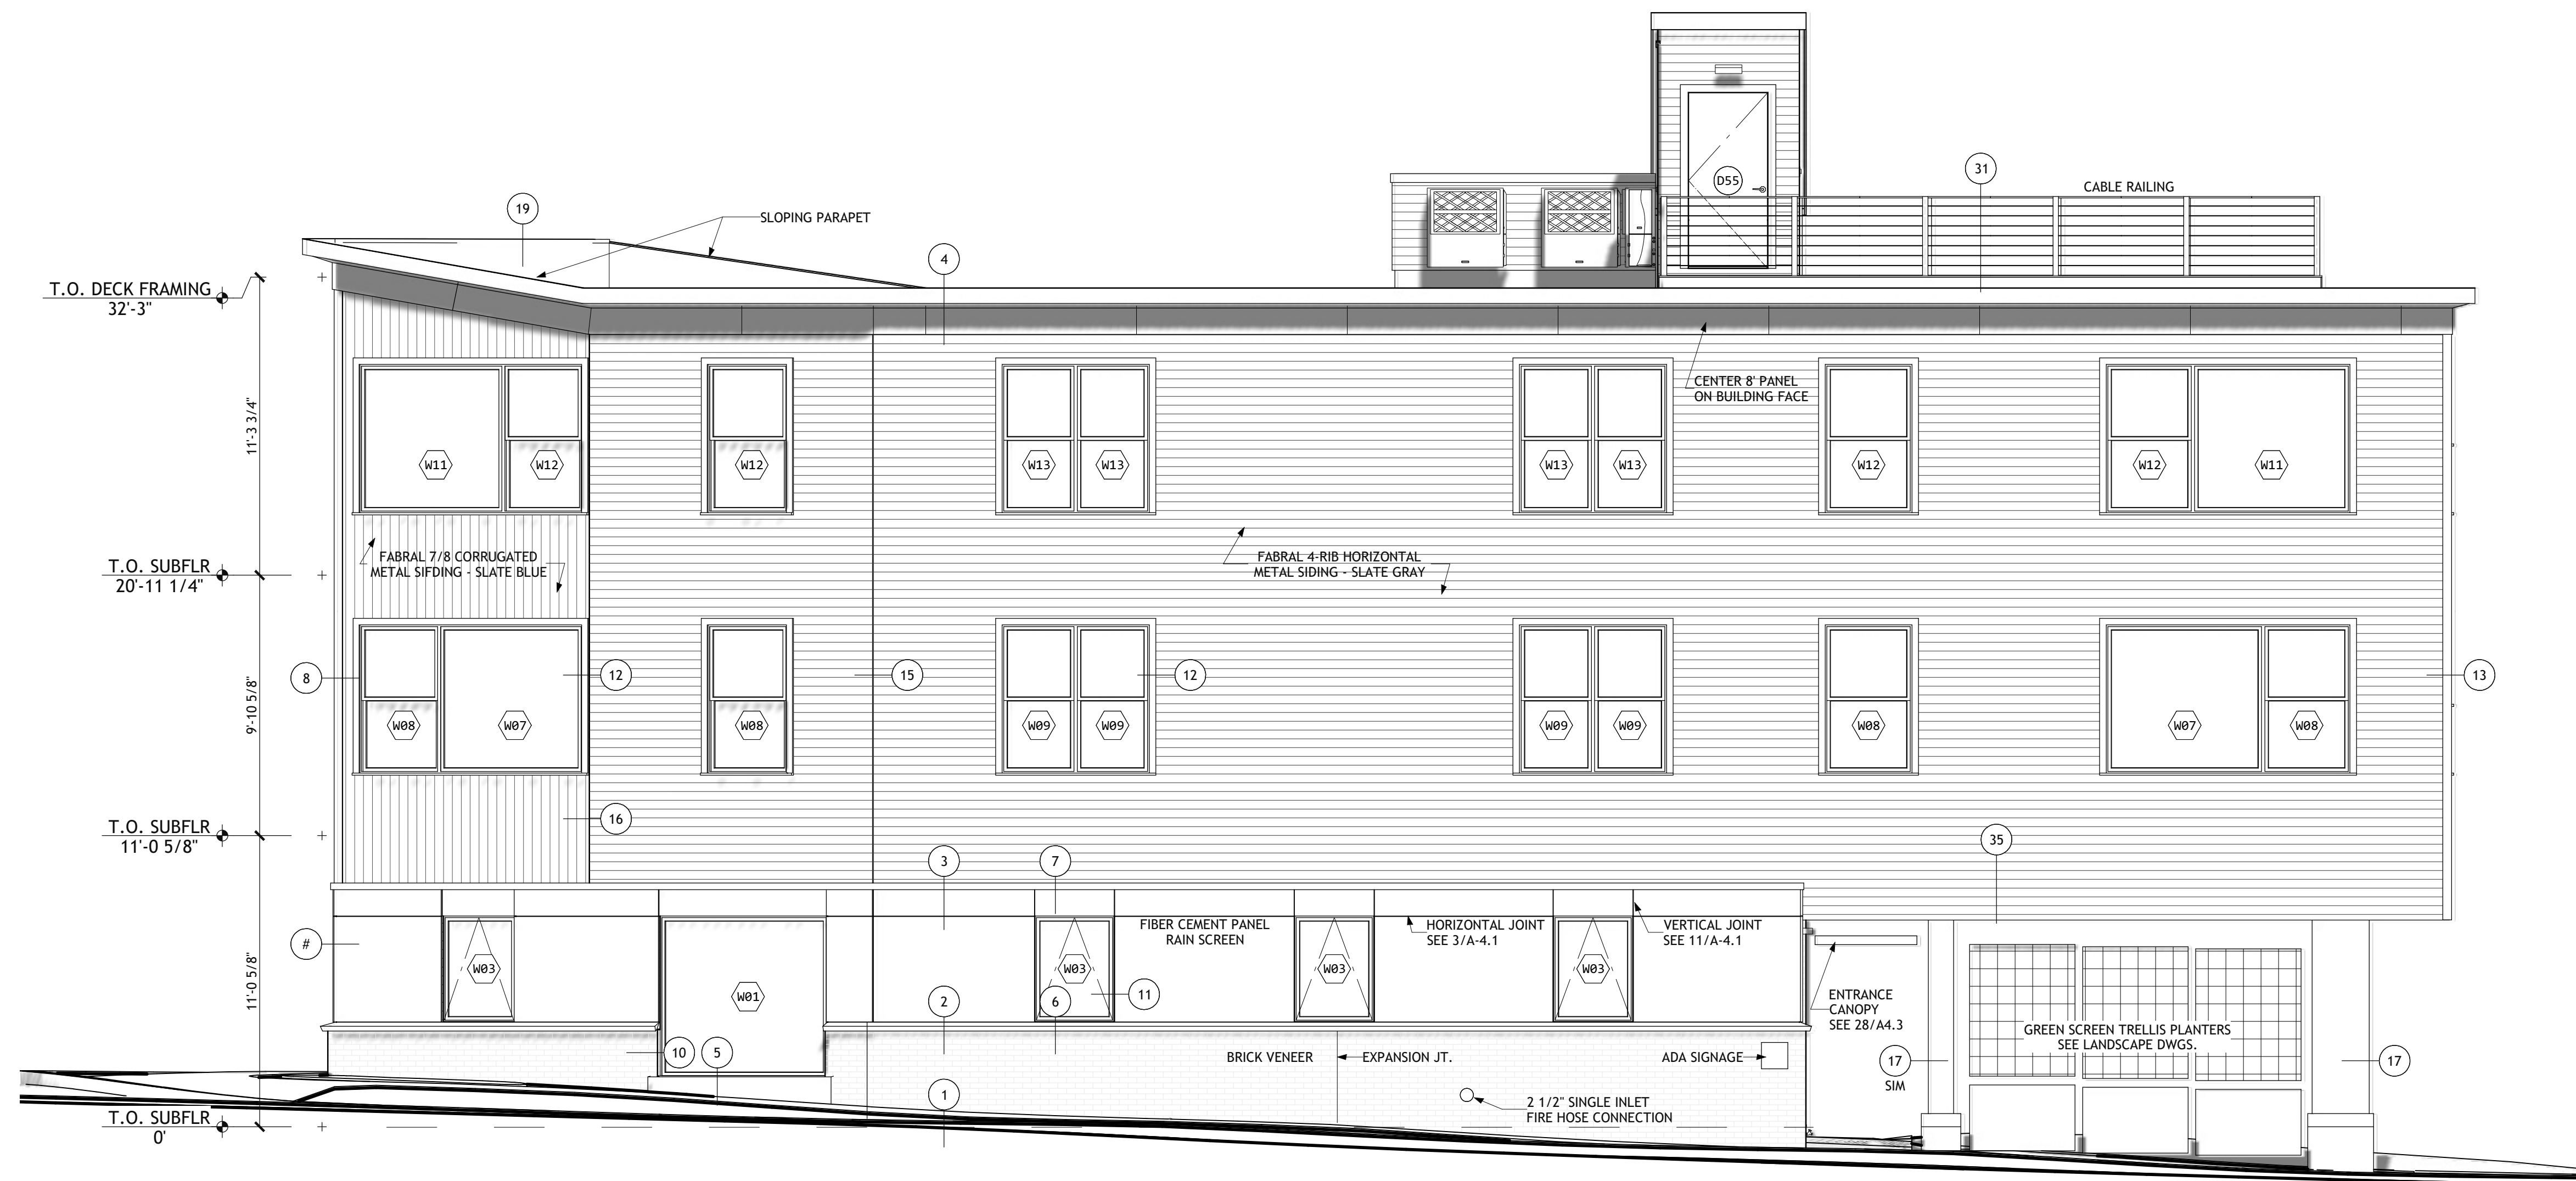 D55
31
CABLE RAILING
19
SLOPING PARAPET
4
T.O. DECK FRAMING
32'-3"
CENTER 8' PANEL
ON BUILDING FACE
11'-3 3/4"
W11
W12
W12
W13
W13
W13
W13
W12
W12
W11
FABRAL 7/8 CORRUGATED
METAL SIFDING - SLATE BLUE
FABRAL 4-RIB HORIZONTAL
METAL SIDING - SLATE GRAY
T.O. SUBFLR
20'-11 1/4"
9'-10 5/8"
8
12
15
12
13
W08
W07
W08
W09
W09
W09
W09
W08
W07
W08
16
T.O. SUBFLR
11'-0 5/8"
35
3
7
FIBER CEMENT PANEL
RAIN SCREEN
HORIZONTAL JOINT
SEE 3/A-4.1
VERTICAL JOINT
SEE 11/A-4.1
#
11'-0 5/8"
W03
W01
W03
W03
W03
11
2
6
ENTRANCE
CANOPY
SEE 28/A4.3
GREEN SCREEN TRELLIS PLANTERS
SEE LANDSCAPE DWGS.
10
5
BRICK VENEER
EXPANSION JT.
ADA SIGNAGE
17
SIM
17
1
2 1/2" SINGLE INLET
FIRE HOSE CONNECTION
T.O. SUBFLR
0'